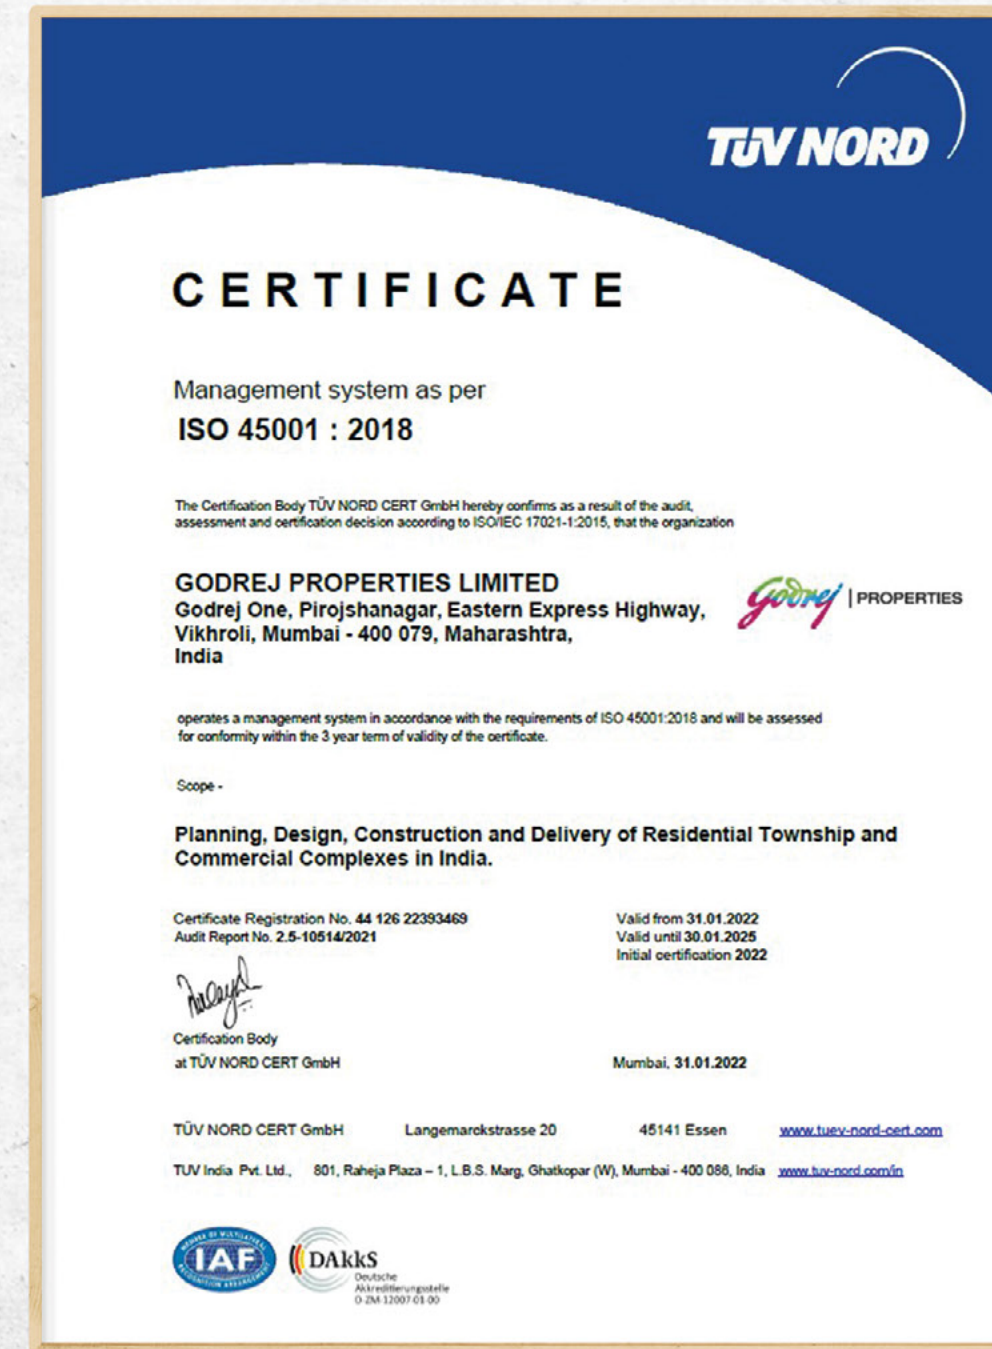 TÜV NORD
CERTIFICATE
Management system as per
ISO 45001 : 2018
The Certification Body TÜV NORD CERT GmbH hereby confirms as a result of the audit,
assessment and certification decision according to ISO/IEC 17021-1:2015, that the organization
GODREJ PROPERTIES LIMITED
Godrej One, Pirojshanagar, Eastern Express Highway,
Vikhroli, Mumbai - 400 079, Maharashtra,
India
Godrej | PROPERTIES
operates a management system in accordance with the requirements of ISO 45001:2018 and will be assessed
for conformity within the 3 year term of validity of the certificate.
Scope -
Planning, Design, Construction and Delivery of Residential Township and
Commercial Complexes in India.
Certificate Registration No. 44 126 22393469
Audit Report No. 2.5-10514/2021
Valid from 31.01.2022
Valid until 30.01.2025
Initial certification 2022
Certification Body
at TÜV NORD CERT GmbH
Mumbai, 31.01.2022
TÜV NORD CERT GmbH Langemarckstrasse 20 45141 Essen www.tuev-nord-cert.com
TUV India Pvt. Ltd., 801, Raheja Plaza – 1, L.B.S. Marg, Ghatkopar (W), Mumbai - 400 086, India www.tuv-nord.com/in
MEMBER OF MULTILATERAL
IAF
RECOGNITION ARRANGEMENT
DAkkS
Deutsche
Akkreditierungsstelle
D-ZM-12007-01-00